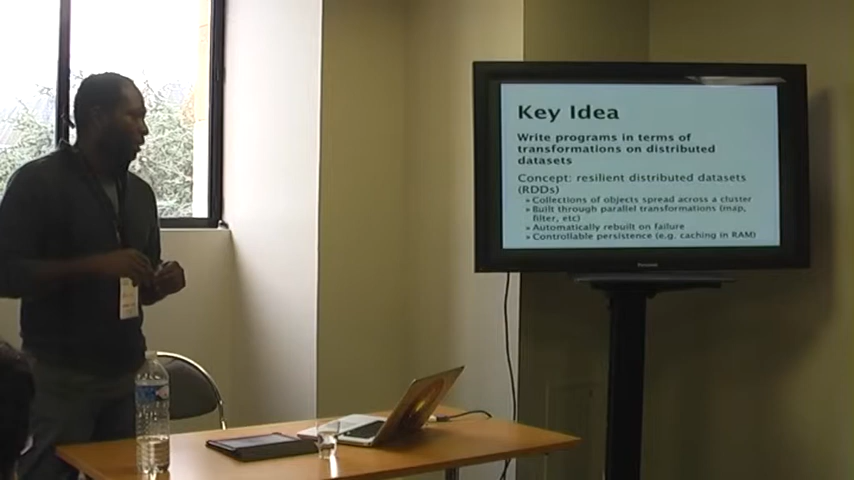 Key Idea
Write programs in terms of
transformations on distributed
datasets
Concept: resilient distributed datasets
(RDDs)
» Collections of objects spread across a cluster
» Built through parallel transformations (map,
filter, etc)
» Automatically rebuilt on failure
» Controllable persistence (e.g. caching in RAM)